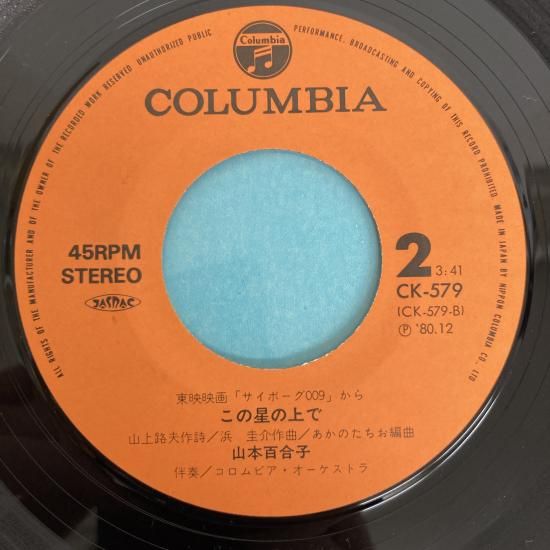 ALL RIGHTS OF THE MANUFACTURER AND OF THE OWNER OF THE RECORDED WORK RESERVED UNAUTHORIZED PUBLIC PERFORMANCE, BROADCASTING AND COPYING OF THIS RECORD PROHIBITED MADE IN JAPAN BY NIPPON COLUMBIA CO., LTD
Columbia
COLUMBIA
45RPM
STEREO
JASRAC
2 3:41
CK-579
(CK-579-B)
Ⓟ '80.12
東映映画「サイボーグ009」から
この星の上で
山上路夫作詩/浜 圭介作曲/あかのたちお編曲
山本百合子
伴奏/コロムビア・オーケストラ